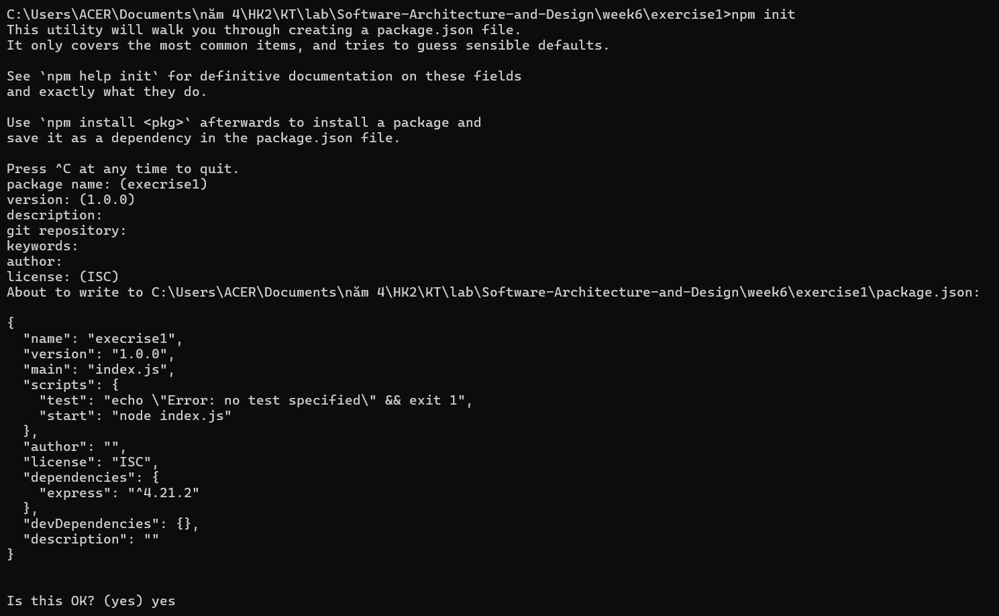 C:\Users\ACER\Documents\năm 4\HK2\KT\lab\Software-Architecture-and-Design\week6\exercise1>npm init
This utility will walk you through creating a package.json file.
It only covers the most common items, and tries to guess sensible defaults.

See `npm help init` for definitive documentation on these fields
and exactly what they do.

Use `npm install <pkg>` afterwards to install a package and
save it as a dependency in the package.json file.

Press ^C at any time to quit.
package name: (execrise1)
version: (1.0.0)
description:
git repository:
keywords:
author:
license: (ISC)
About to write to C:\Users\ACER\Documents\năm 4\HK2\KT\lab\Software-Architecture-and-Design\week6\exercise1\package.json:

{
  "name": "execrise1",
  "version": "1.0.0",
  "main": "index.js",
  "scripts": {
    "test": "echo \"Error: no test specified\" && exit 1",
    "start": "node index.js"
  },
  "author": "",
  "license": "ISC",
  "dependencies": {
    "express": "^4.21.2"
  },
  "devDependencies": {},
  "description": ""
}

Is this OK? (yes) yes